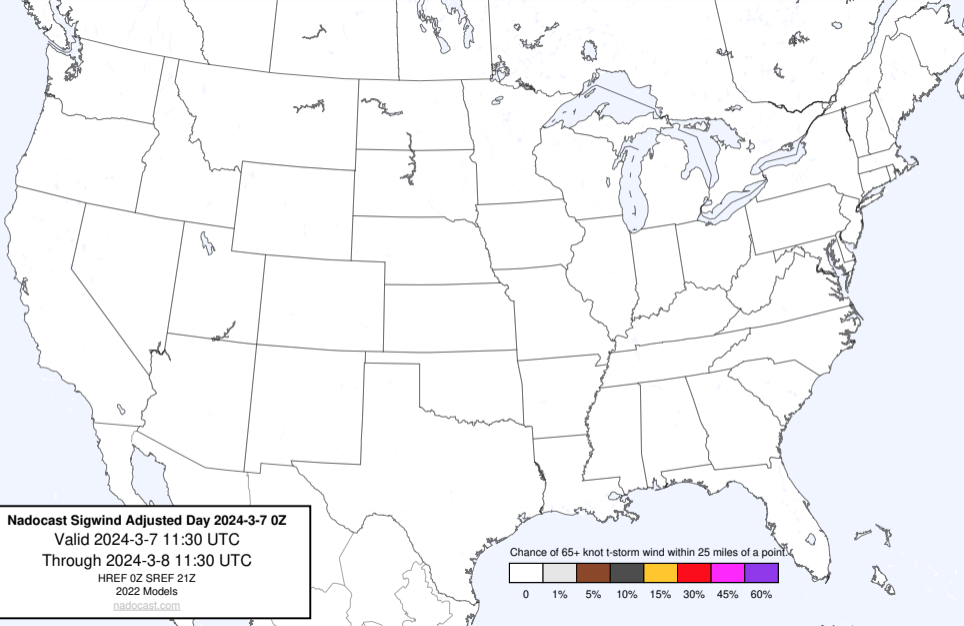 Nadocast Sigwind Adjusted Day 2024-3-7 0Z
Valid 2024-3-7 11:30 UTC
Through 2024-3-8 11:30 UTC
HREF 0Z SREF 21Z
2022 Models
nadocast.com
Chance of 65+ knot t-storm wind within 25 miles of a point.
0 1% 5% 10% 15% 30% 45% 60%